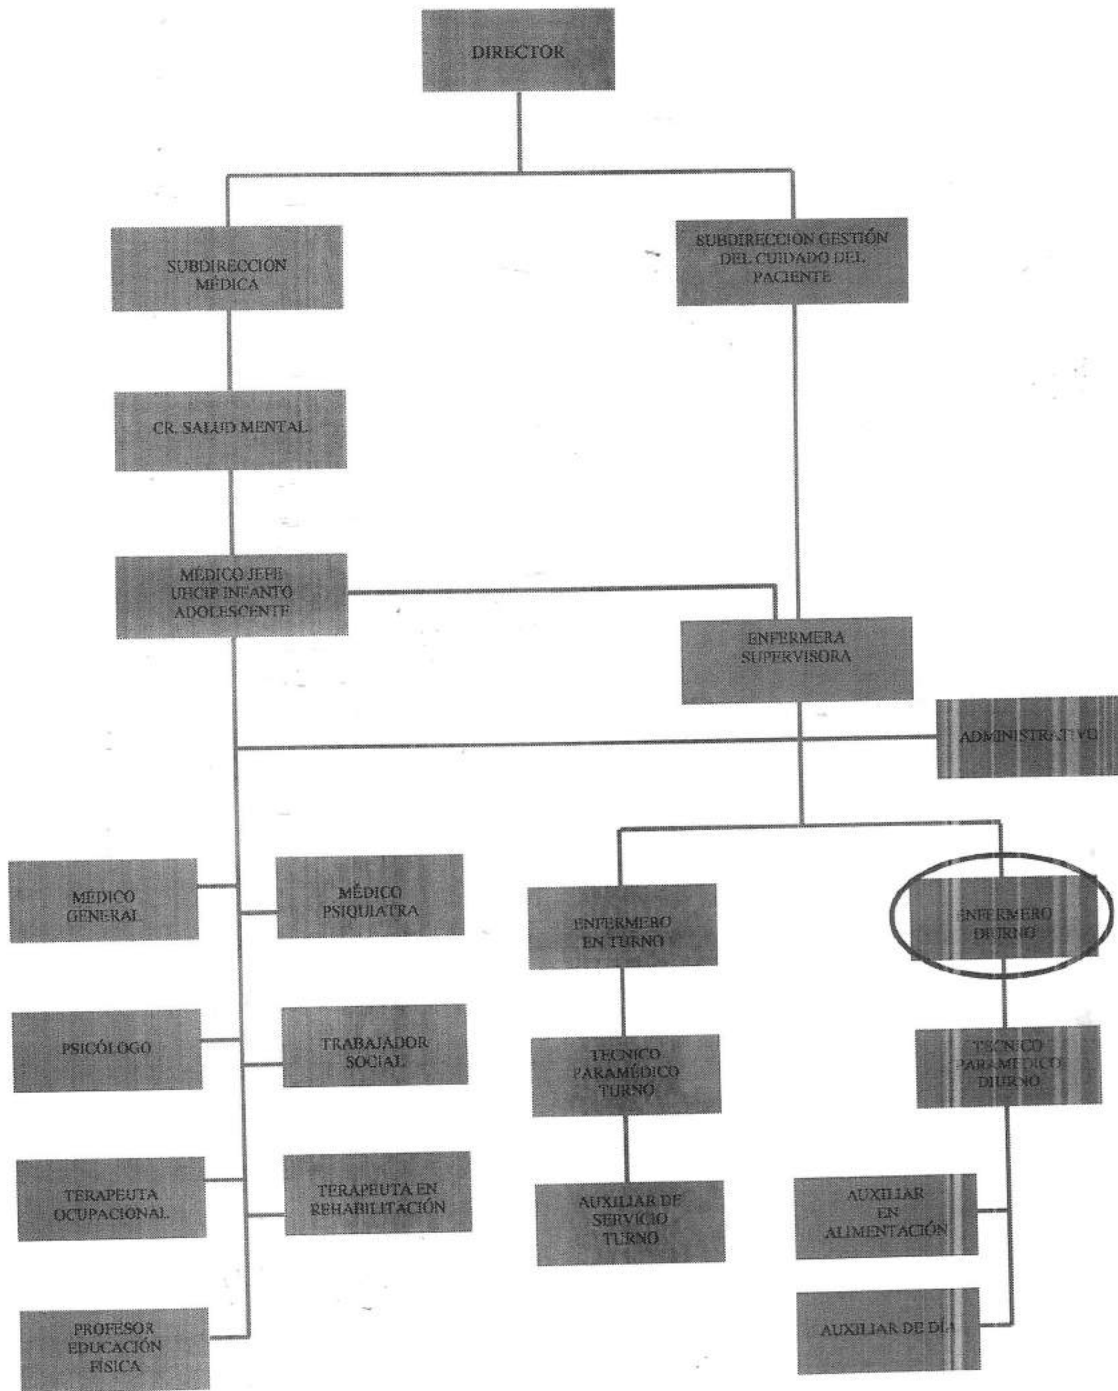 DIRECTOR
SUBDIRECCIÓN
MÉDICA
SUBDIRECCIÓN GESTIÓN
DEL CUIDADO DEL
PACIENTE
CR. SALUD MENTAL
MÉDICO JEFE
UHCIP INFANTO
ADOLESCENTE
ENFERMERA
SUPERVISORA
ADMINISTRATIVO
MÉDICO
GENERAL
MÉDICO
PSIQUIATRA
ENFERMERO
EN TURNO
ENFERMERO
DIURNO
PSICÓLOGO
TRABAJADOR
SOCIAL
TECNICO
PARAMÉDICO
TURNO
TECNICO
PARAMÉDICO
DIURNO
TERAPEUTA
OCUPACIONAL
TERAPEUTA EN
REHABILITACIÓN
AUXILIAR DE
SERVICIO
TURNO
AUXILIAR
EN
ALIMENTACIÓN
PROFESOR
EDUCACIÓN
FÍSICA
AUXILIAR DE DÍA